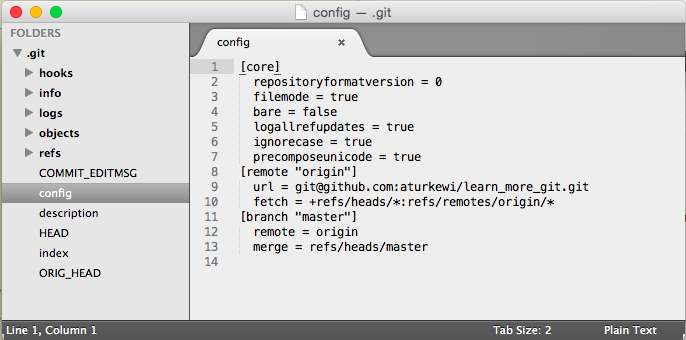 config — .git
FOLDERS
.git
hooks
info
logs
objects
refs
COMMIT_EDITMSG
config
description
HEAD
index
ORIG_HEAD
config ×
1 [core]
2 repositoryformatversion = 0
3 filemode = true
4 bare = false
5 logallrefupdates = true
6 ignorecase = true
7 precomposeunicode = true
8 [remote "origin"]
9 url = git@github.com:aturkewi/learn_more_git.git
10 fetch = +refs/heads/*:refs/remotes/origin/*
11 [branch "master"]
12 remote = origin
13 merge = refs/heads/master
14
Line 1, Column 1 Tab Size: 2 Plain Text